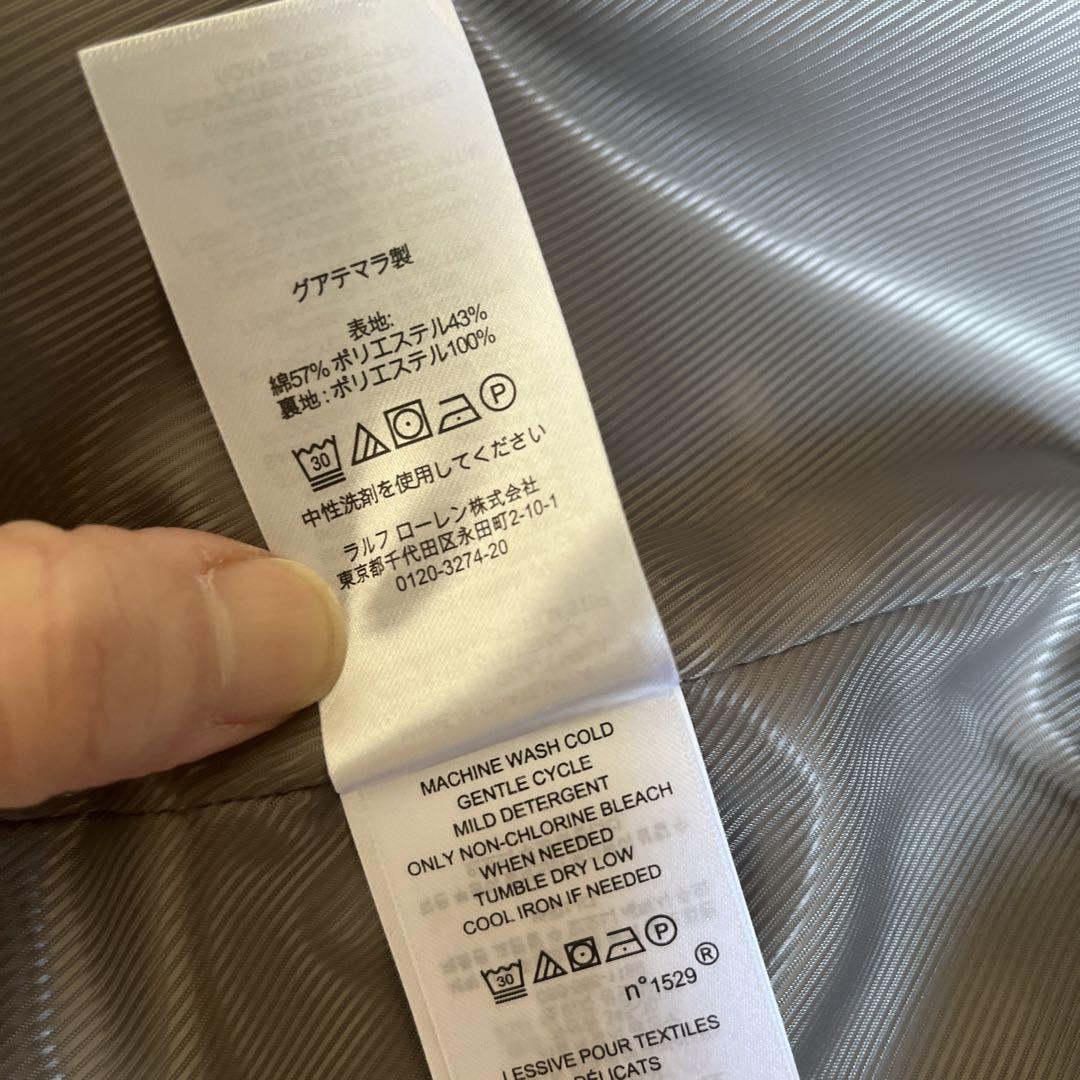 グアテマラ製
表地:
綿57% ポリエステル43%
裏地 : ポリエステル100%
30
P
中性洗剤を使用してください
ラルフ ローレン株式会社
東京都千代田区永田町2-10-1
0120-3274-20
MACHINE WASH COLD
GENTLE CYCLE
MILD DETERGENT
ONLY NON-CHLORINE BLEACH
WHEN NEEDED
TUMBLE DRY LOW
COOL IRON IF NEEDED
30
P
n° 1529 ®
LESSIVE POUR TEXTILES
DÉLICATS